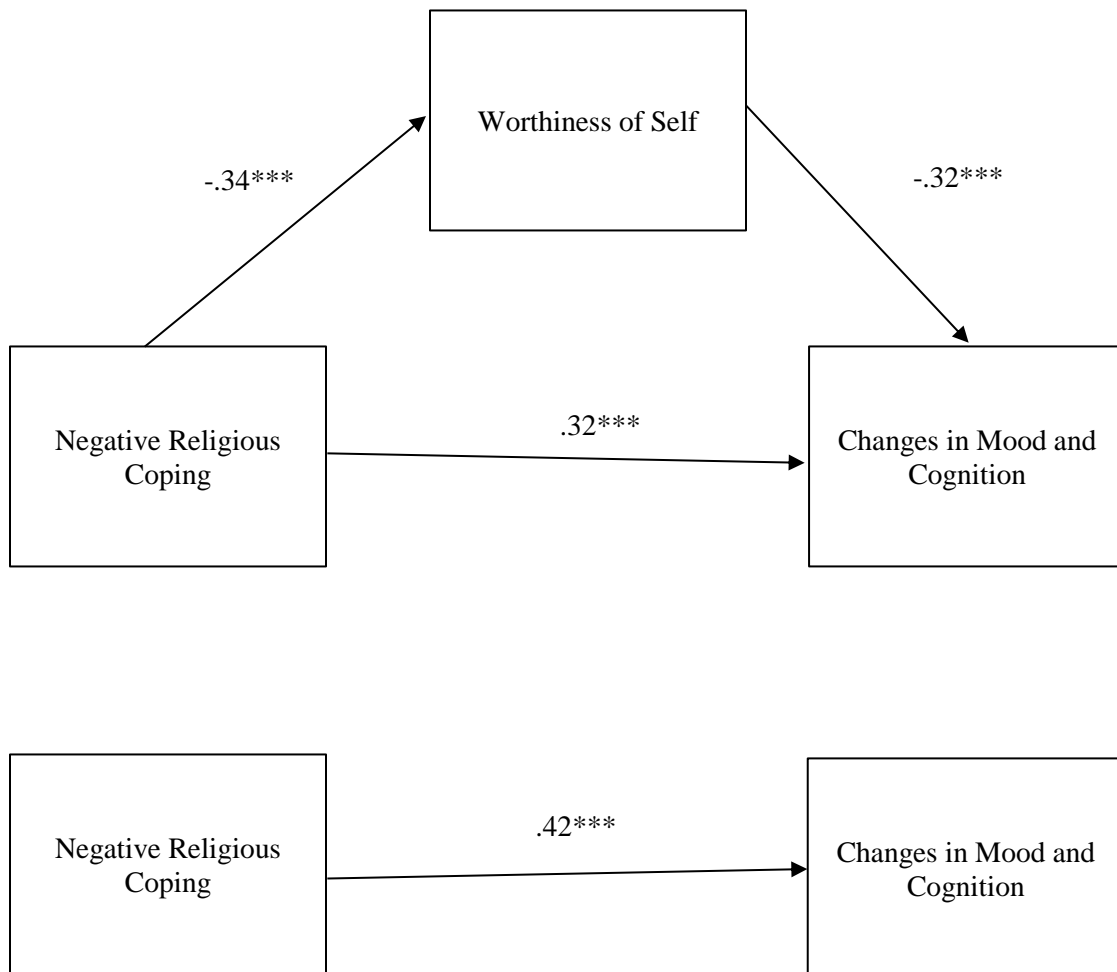 Worthiness of Self
-.34***
-.32***
Negative Religious
Coping
.32***
Changes in Mood and
Cognition
Negative Religious
Coping
.42***
Changes in Mood and
Cognition